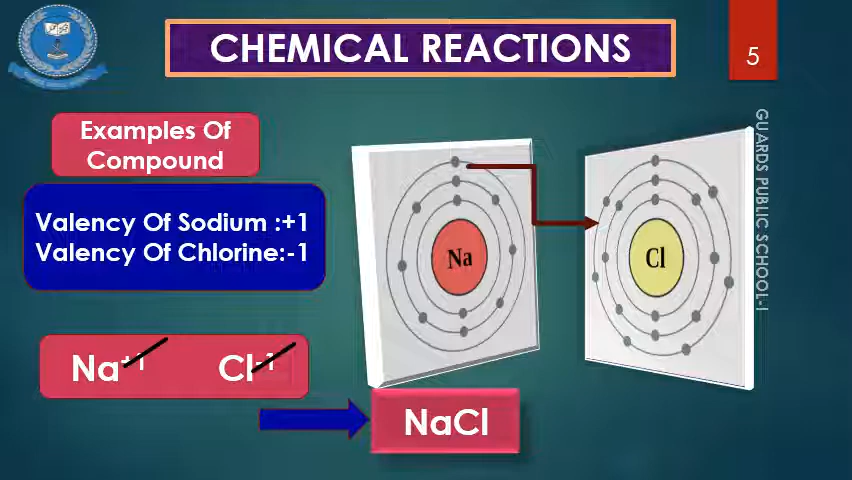 CHEMICAL REACTIONS
5
Examples Of
Compound
Valency Of Sodium :+1
Valency Of Chlorine:-1
Na+1 Cl-1
NaCl
Na
Cl
GUARDS PUBLIC SCHOOL-I